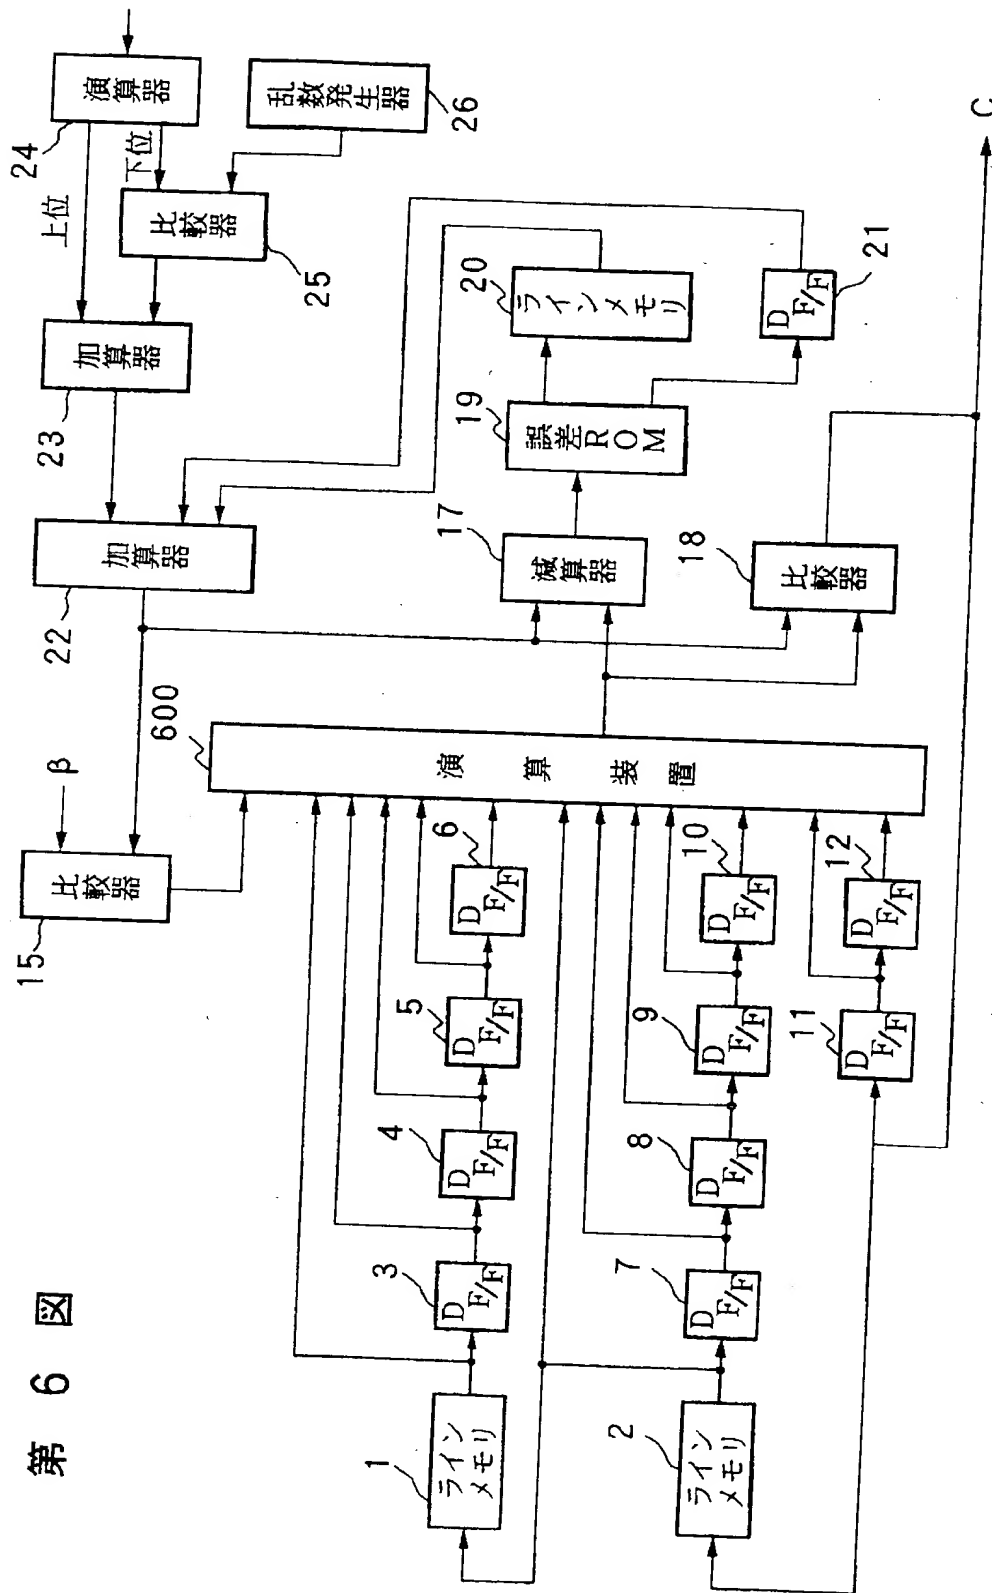 第 6 図
1
ライン
メモリ
2
ライン
メモリ
3
D
F/F
4
D
F/F
5
D
F/F
6
D
F/F
7
D
F/F
8
D
F/F
9
D
F/F
10
D
F/F
11
D
F/F
12
D
F/F
15
比較器
β
600
演算装置
22
加算器
23
加算器
24
演算器
上位
下位
25
比較器
26
乱数発生器
17
減算器
18
比較器
19
誤差ROM
20
ラインメモリ
21
D
F/F
C